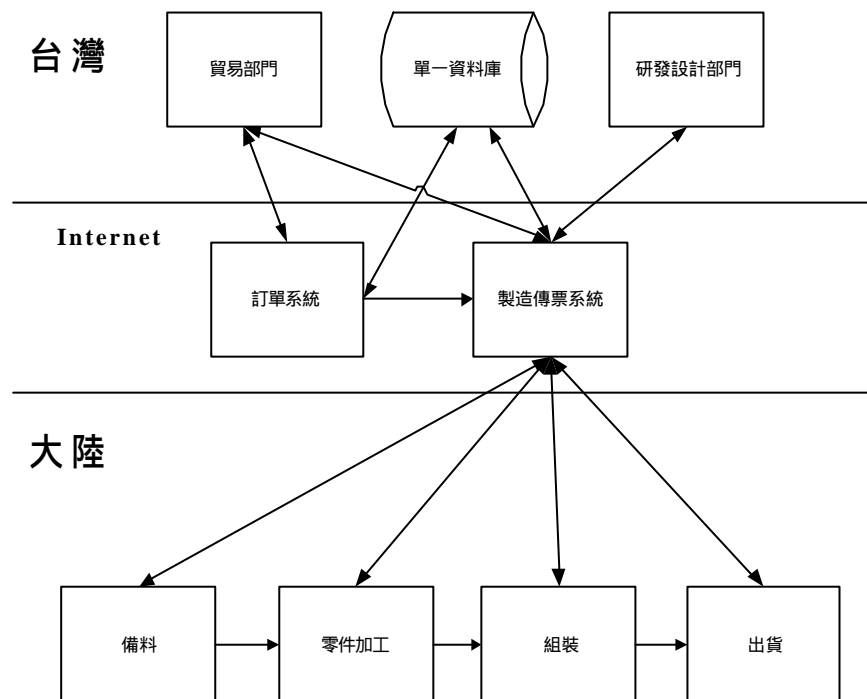 台灣
貿易部門
單一資料庫
研發設計部門
Internet
訂單系統
製造傳票系統
大陸
備料
零件加工
組裝
出貨